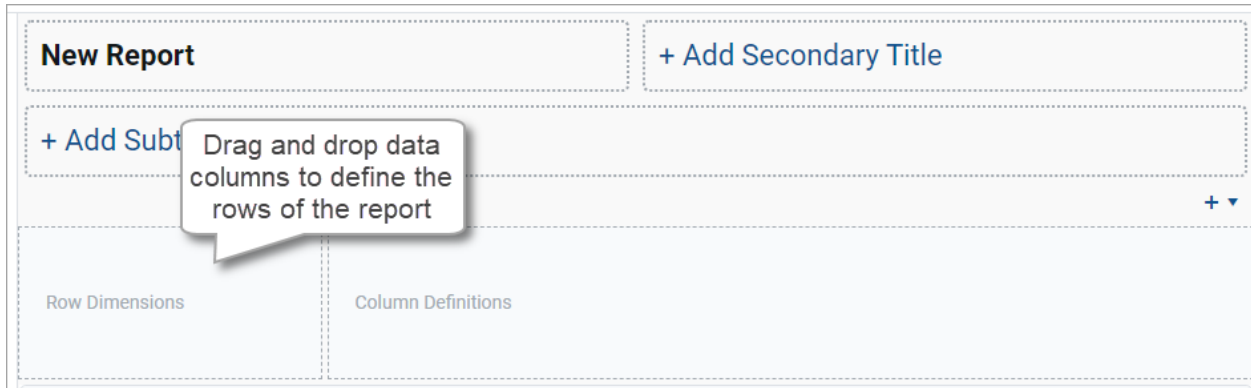 New Report
+ Add Secondary Title
+ Add Subt
Drag and drop data
columns to define the
rows of the report
+
Row Dimensions
Column Definitions